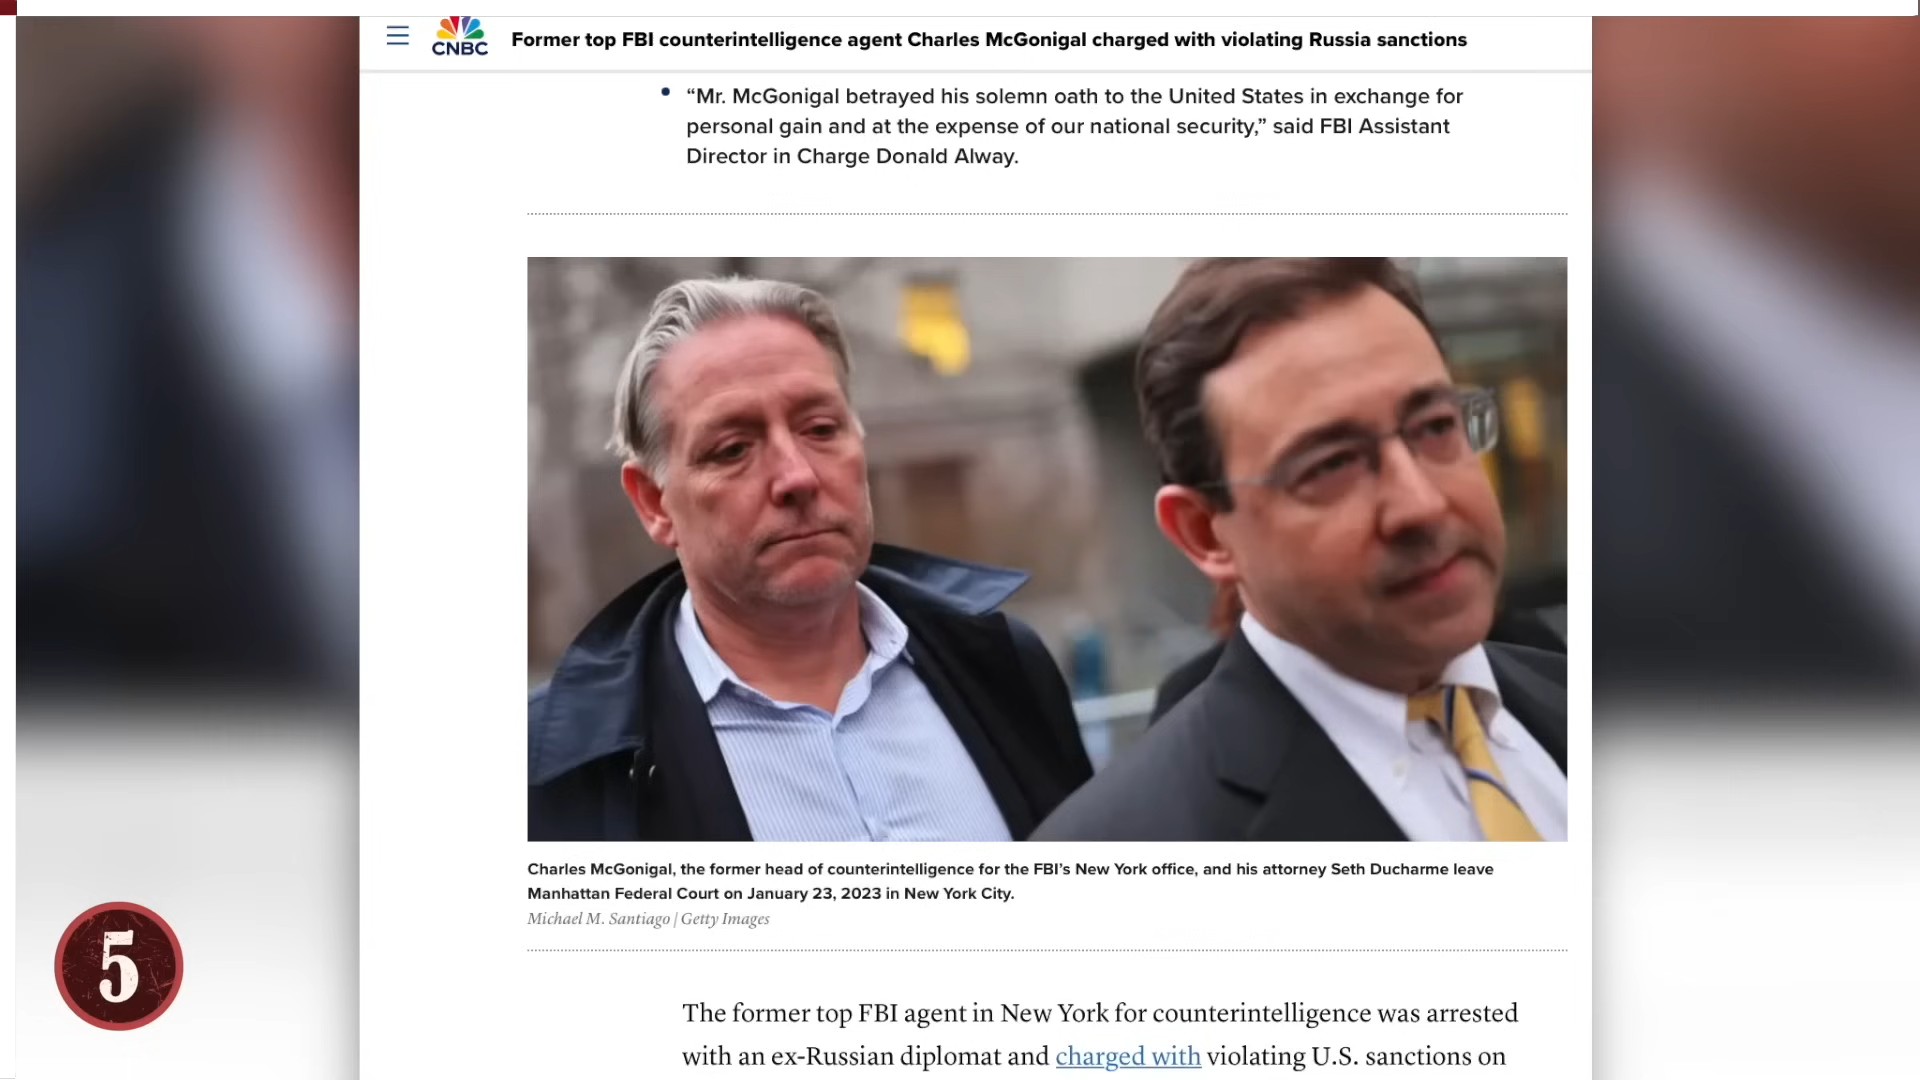 CNBC
Former top FBI counterintelligence agent Charles McGonigal charged with violating Russia sanctions
“Mr. McGonigal betrayed his solemn oath to the United States in exchange for
personal gain and at the expense of our national security,” said FBI Assistant
Director in Charge Donald Alway.
Charles McGonigal, the former head of counterintelligence for the FBI’s New York office, and his attorney Seth Ducharme leave
Manhattan Federal Court on January 23, 2023 in New York City.
Michael M. Santiago | Getty Images
5
The former top FBI agent in New York for counterintelligence was arrested
with an ex-Russian diplomat and charged with violating U.S. sanctions on